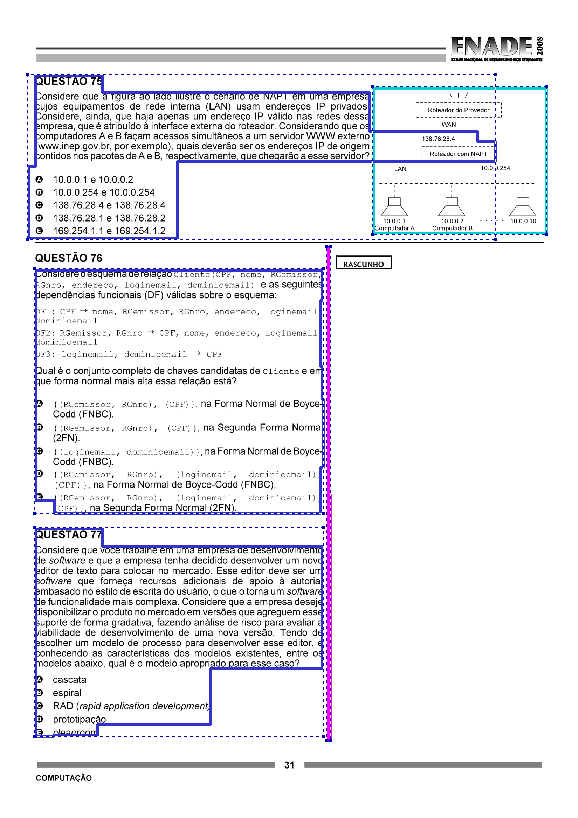 ENADE 2008
EXAME NACIONAL DE DESEMPENHO DOS ESTUDANTES
QUESTÃO 75
Considere que a figura ao lado ilustre o cenário de NAPT em uma empresa
cujos equipamentos de rede interna (LAN) usam endereços IP privados.
Considere, ainda, que haja apenas um endereço IP válido nas redes dessa
empresa, que é atribuído à interface externa do roteador. Considerando que os
computadores A e B façam acessos simultâneos a um servidor WWW externo
(www.inep.gov.br, por exemplo), quais deverão ser os endereços IP de origem
contidos nos pacotes de A e B, respectivamente, que chegarão a esse servidor?
A 10.0.0.1 e 10.0.0.2
B 10.0.0.254 e 10.0.0.254
C 138.76.28.4 e 138.76.28.4
D 138.76.28.1 e 138.76.28.2
E 169.254.1.1 e 169.254.1.2
Roteador do Provedor
WAN
138.76.28.4
Roteador com NAPT
LAN
10.0.0.254
10.0.0.1
Computador A
10.0.0.2
Computador B
10.0.0.10
QUESTÃO 76
Considere o esquema de relação Cliente(CPF, nome, RGemissor,
RGnro, endereco, loginemail, dominioemail) e as seguintes
dependências funcionais (DF) válidas sobre o esquema:
DF1: CPF → nome, RGemissor, RGnro, endereco, loginemail,
dominioemail
DF2: RGemissor, RGnro → CPF, nome, endereco, loginemail,
dominioemail
DF3: loginemail, dominioemail → CPF
Qual é o conjunto completo de chaves candidatas de Cliente e em
que forma normal mais alta essa relação está?
A {(RGemissor, RGnro), (CPF)}, na Forma Normal de Boyce-
Codd (FNBC).
B {(RGemissor, RGnro), (CPF)}, na Segunda Forma Normal
(2FN).
C {(loginemail, dominioemail)}, na Forma Normal de Boyce-
Codd (FNBC).
D {(RGemissor, RGnro), (loginemail, dominioemail),
(CPF)}, na Forma Normal de Boyce-Codd (FNBC).
E {(RGemissor, RGnro), (loginemail, dominioemail),
(CPF)}, na Segunda Forma Normal (2FN).
RASCUNHO
QUESTÃO 77
Considere que você trabalhe em uma empresa de desenvolvimento
de software e que a empresa tenha decidido desenvolver um novo
editor de texto para colocar no mercado. Esse editor deve ser um
software que forneça recursos adicionais de apoio à autoria,
embasado no estilo de escrita do usuário, o que o torna um software
de funcionalidade mais complexa. Considere que a empresa deseje
disponibilizar o produto no mercado em versões que agreguem esse
suporte de forma gradativa, fazendo análise de risco para avaliar a
viabilidade de desenvolvimento de uma nova versão. Tendo de
escolher um modelo de processo para desenvolver esse editor, e
conhecendo as características dos modelos existentes, entre os
modelos abaixo, qual é o modelo apropriado para esse caso?
A cascata
B espiral
C RAD (rapid application development)
D prototipação
E cleanroom
31
COMPUTAÇÃO